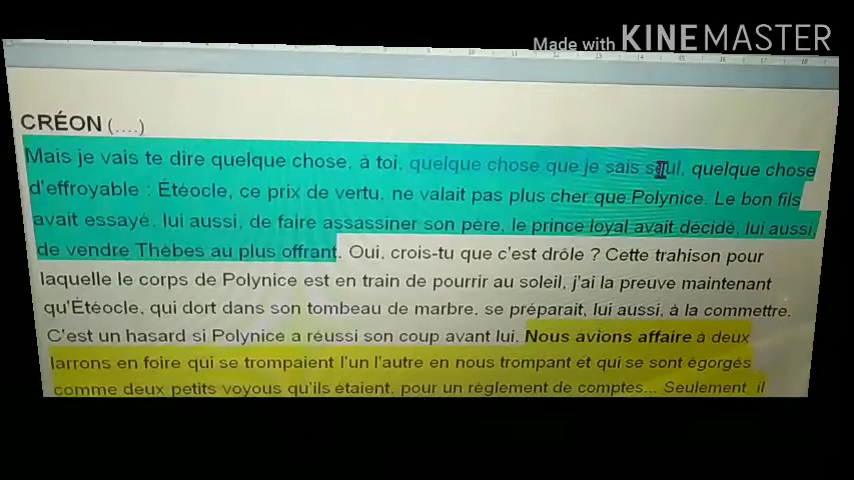 Made with KINEMASTER
CRÉON (....)
Mais je vais te dire quelque chose, à toi, quelque chose que je sais seul, quelque chose
d'effroyable : Étéocle, ce prix de vertu, ne valait pas plus cher que Polynice. Le bon fils
avait essayé, lui aussi, de faire assassiner son père, le prince loyal avait décidé, lui aussi,
de vendre Thèbes au plus offrant. Oui, crois-tu que c'est drôle ? Cette trahison pour
laquelle le corps de Polynice est en train de pourrir au soleil, j'ai la preuve maintenant
qu'Étéocle, qui dort dans son tombeau de marbre, se préparait, lui aussi, à la commettre.
C'est un hasard si Polynice a réussi son coup avant lui. Nous avions affaire à deux
larrons en foire qui se trompaient l'un l'autre en nous trompant et qui se sont égorgés
comme deux petits voyous qu'ils étaient, pour un réglement de comptes... Seulement, il